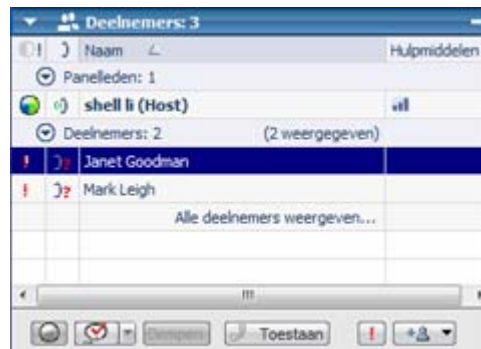 Deelnemers: 3
Naam Hulpmiddelen
Panelleden: 1
shell li (Host)
Deelnemers: 2 (2 weergegeven)
Janet Goodman
Mark Leigh
Alle deelnemers weergeven...
Dempen Toestaan